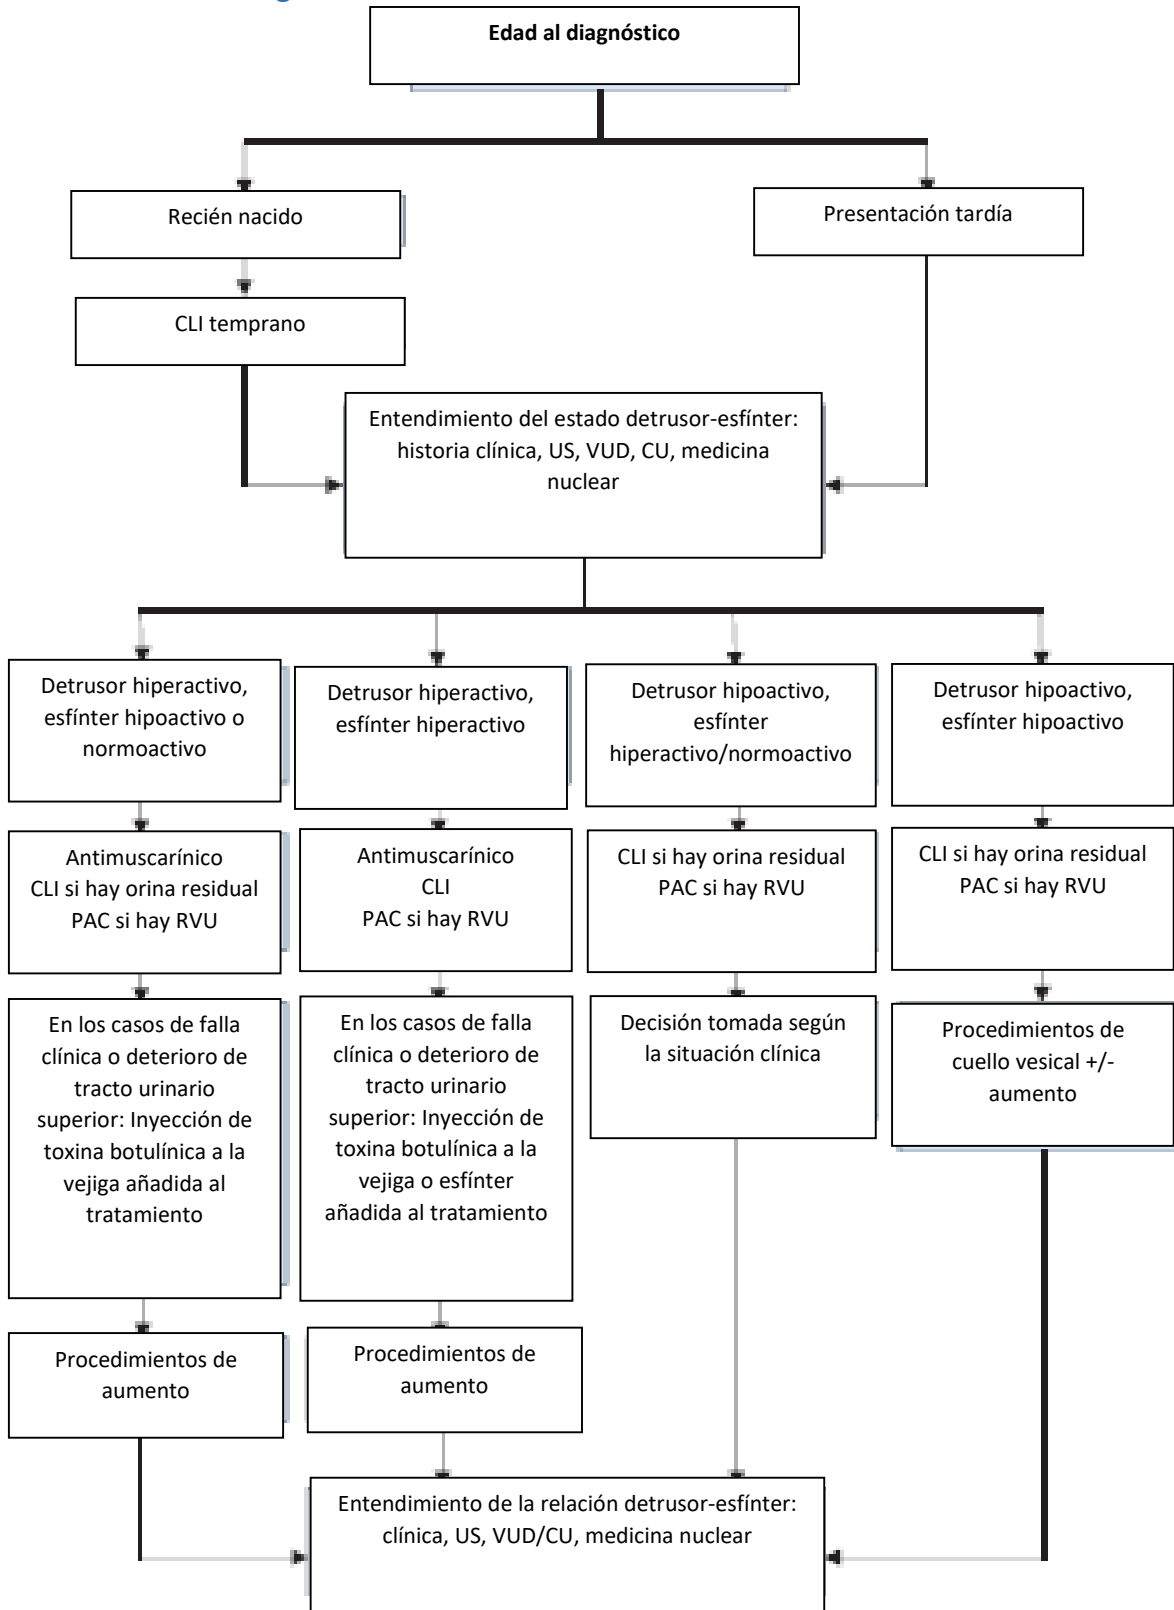 Edad al diagnóstico
Recién nacido
Presentación tardía
CLI temprano
Entendimiento del estado detrusor-esfínter:
historia clínica, US, VUD, CU, medicina
nuclear
Detrusor hiperactivo,
esfínter hipoactivo o
normoactivo
Detrusor hiperactivo,
esfínter hiperactivo
Detrusor hipoactivo,
esfínter
hiperactivo/normoactivo
Detrusor hipoactivo,
esfínter hipoactivo
Antimuscarínico
CLI si hay orina residual
PAC si hay RVU
Antimuscarínico
CLI
PAC si hay RVU
CLI si hay orina residual
PAC si hay RVU
CLI si hay orina residual
PAC si hay RVU
En los casos de falla
clínica o deterioro de
tracto urinario
superior: Inyección de
toxina botulínica a la
vejiga añadida al
tratamiento
En los casos de falla
clínica o deterioro de
tracto urinario
superior: Inyección de
toxina botulínica a la
vejiga o esfínter
añadida al tratamiento
Decisión tomada según
la situación clínica
Procedimientos de
cuello vesical +/-
aumento
Procedimientos de
aumento
Procedimientos de
aumento
Entendimiento de la relación detrusor-esfínter:
clínica, US, VUD/CU, medicina nuclear